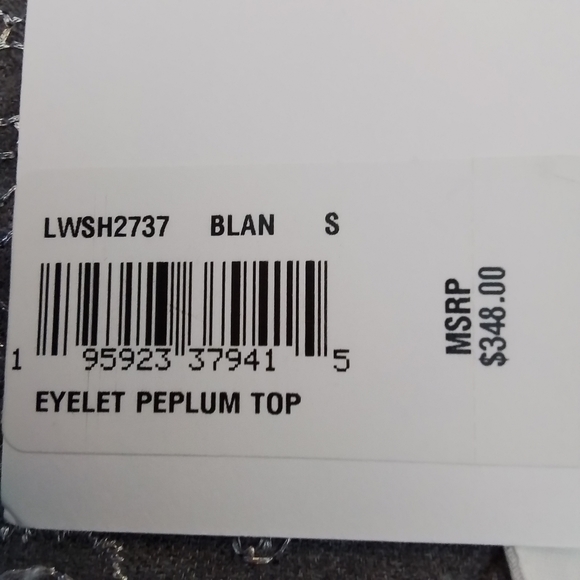 LWSH2737 BLAN S
1 95923 37941 5
EYELET PEPLUM TOP
MSRP
$348.00